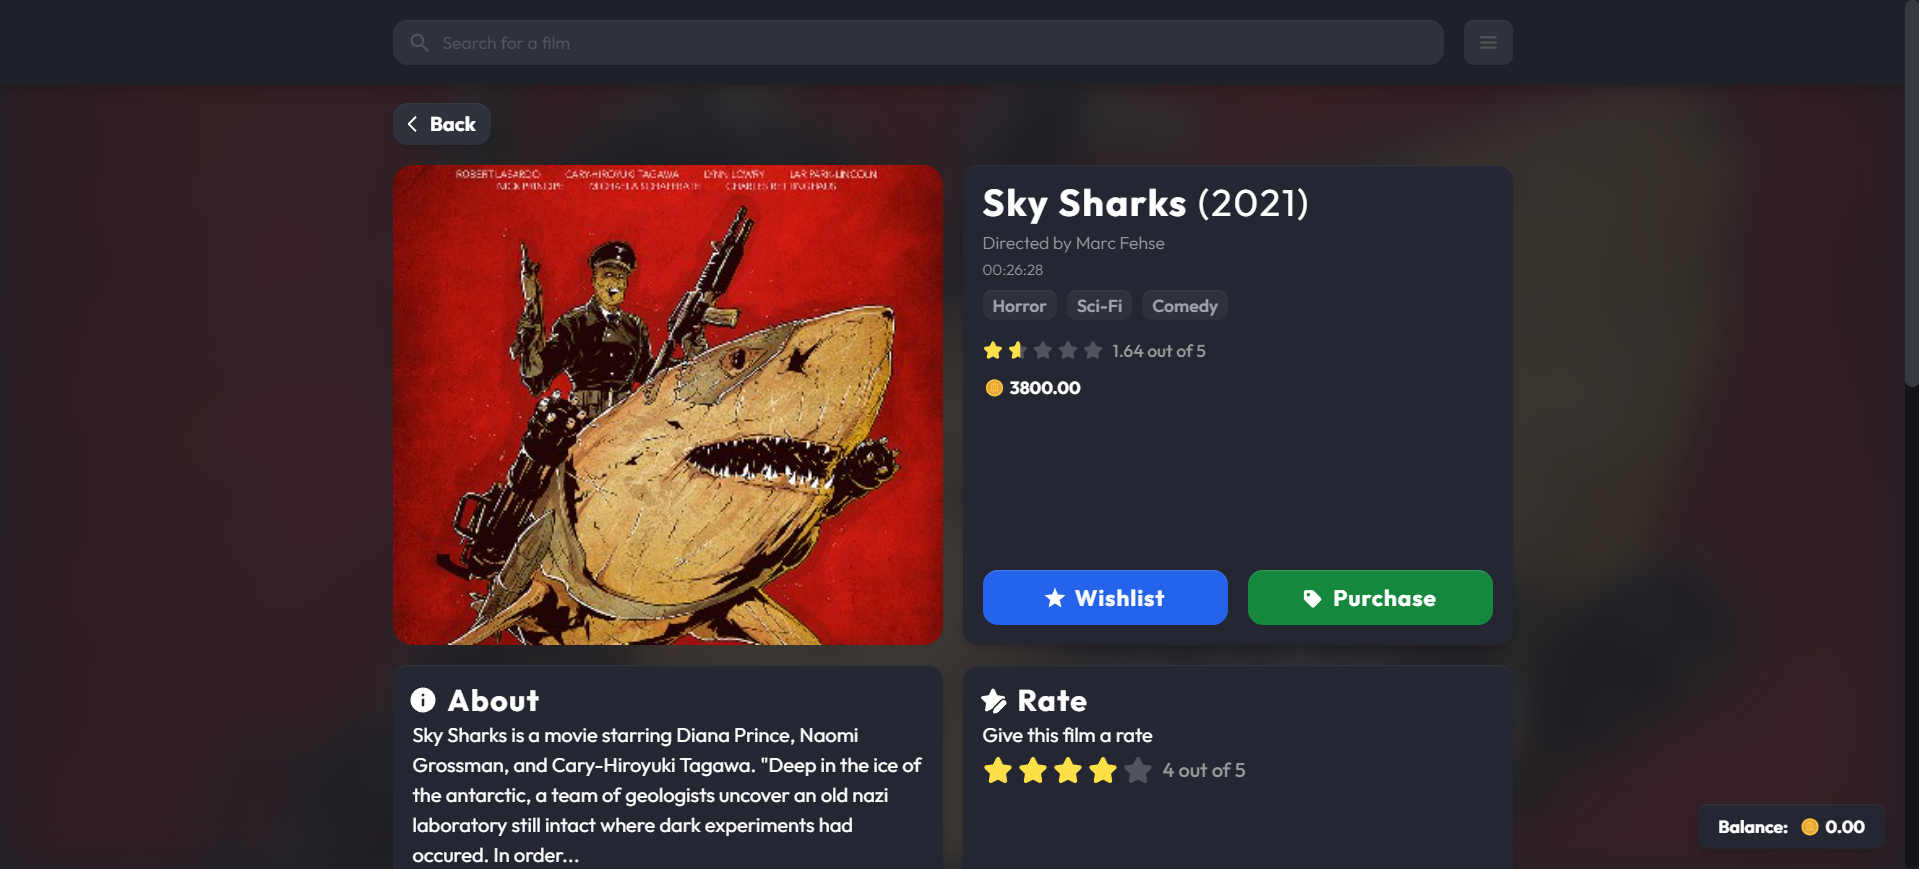 Search for a film
Back
ROBERT LASARDO CARY-HIROYUKI TAGAWA LYNN LOWRY LAR PARK-LINCOLN
NICK PRINCIPE MICHAELA SCHAFFRATE CHARLES RETTINGHAUS
Sky Sharks (2021)
Directed by Marc Fehse
00:26:28
Horror Sci-Fi Comedy
1.64 out of 5
3800.00
Wishlist Purchase
About
Sky Sharks is a movie starring Diana Prince, Naomi
Grossman, and Cary-Hiroyuki Tagawa. "Deep in the ice of
the antarctic, a team of geologists uncover an old nazi
laboratory still intact where dark experiments had
occured. In order...
Rate
Give this film a rate
4 out of 5
Balance: 0.00